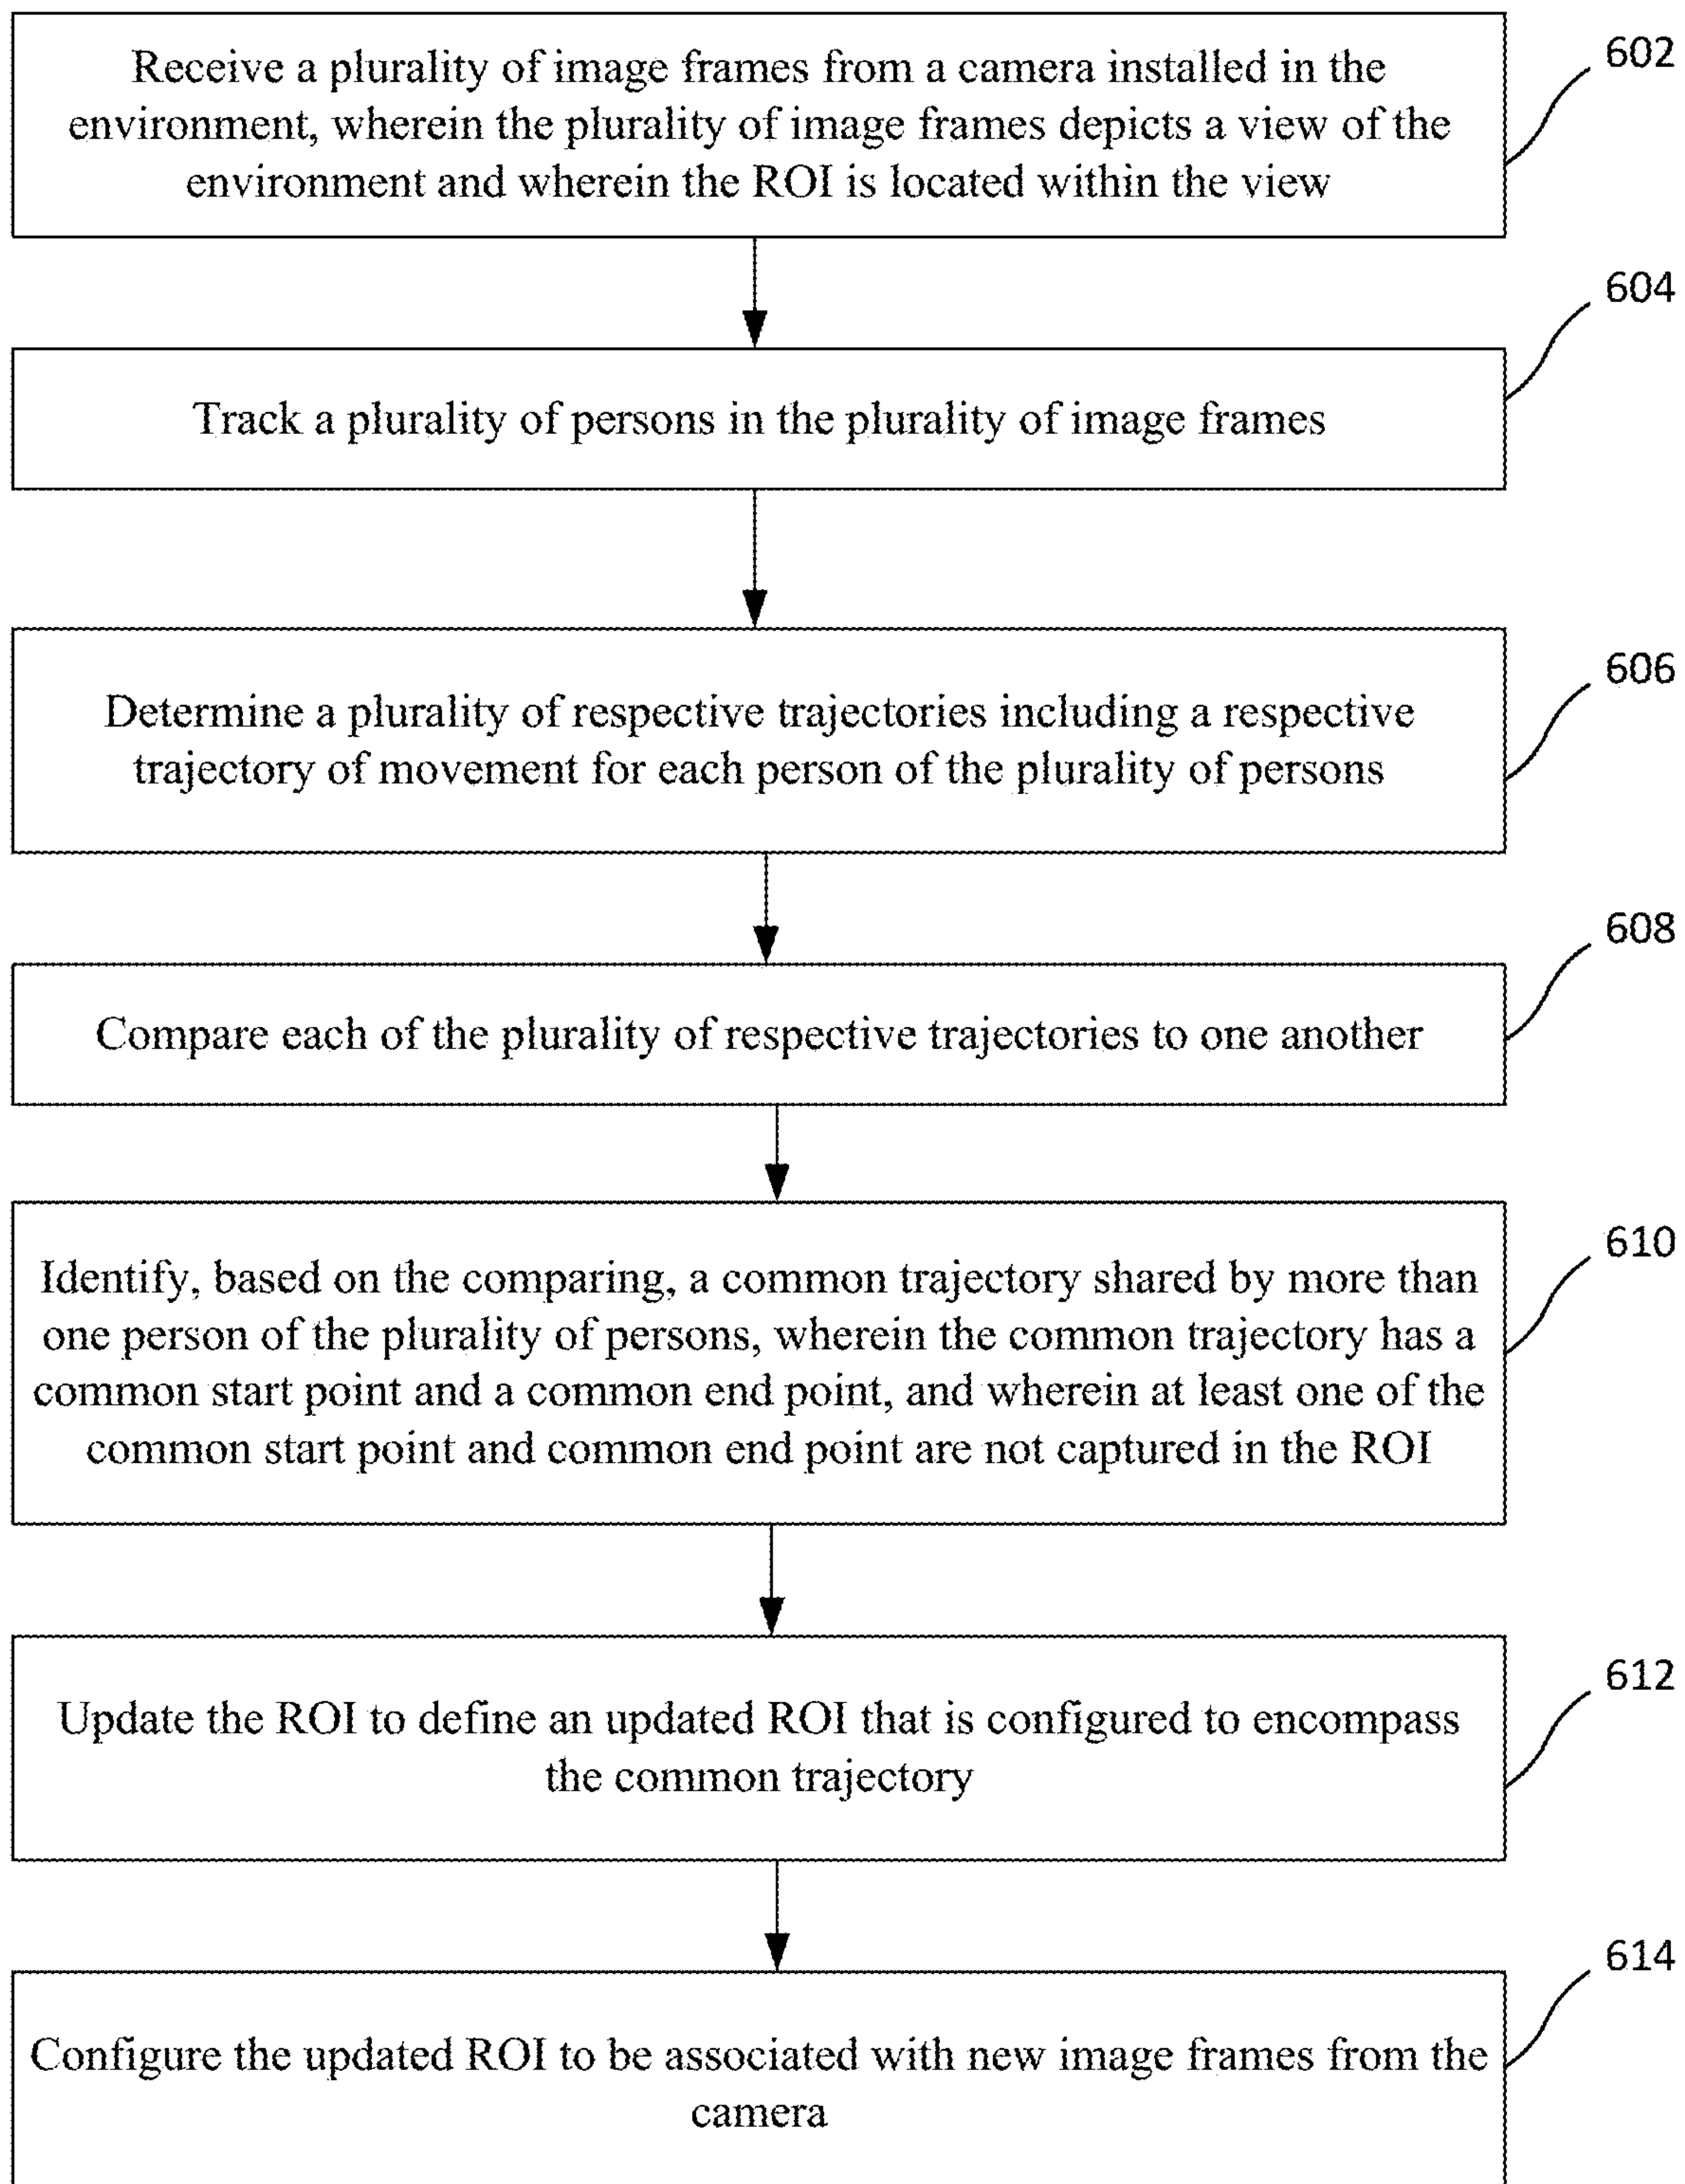 Receive a plurality of image frames from a camera installed in the
environment, wherein the plurality of image frames depicts a view of the
environment and wherein the ROI is located within the view
602
Track a plurality of persons in the plurality of image frames
604
Determine a plurality of respective trajectories including a respective
trajectory of movement for each person of the plurality of persons
606
Compare each of the plurality of respective trajectories to one another
608
Identify, based on the comparing, a common trajectory shared by more than
one person of the plurality of persons, wherein the common trajectory has a
common start point and a common end point, and wherein at least one of the
common start point and common end point are not captured in the ROI
610
Update the ROI to define an updated ROI that is configured to encompass
the common trajectory
612
Configure the updated ROI to be associated with new image frames from the
camera
614